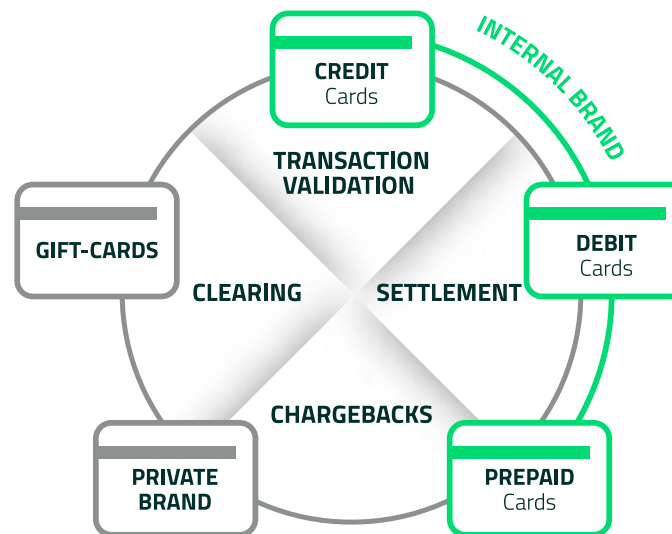 CREDIT
Cards
INTERNAL BRAND
TRANSACTION
VALIDATION
GIFT-CARDS
DEBIT
Cards
CLEARING
SETTLEMENT
CHARGEBACKS
PRIVATE
BRAND
PREPAID
Cards